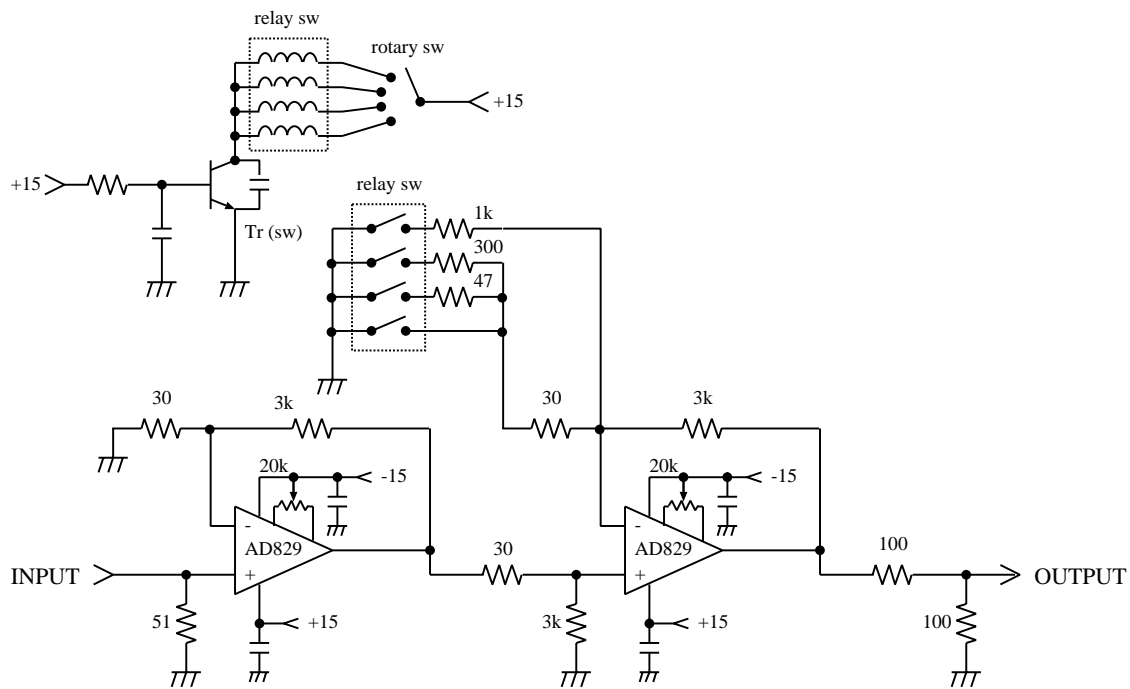 relay sw
rotary sw
+15
+15
Tr (sw)
relay sw
1k
300
47
30
3k
30
3k
20k
-15
20k
-15
-
AD829
+
-
AD829
+
INPUT
51
+15
30
3k
+15
100
100
OUTPUT